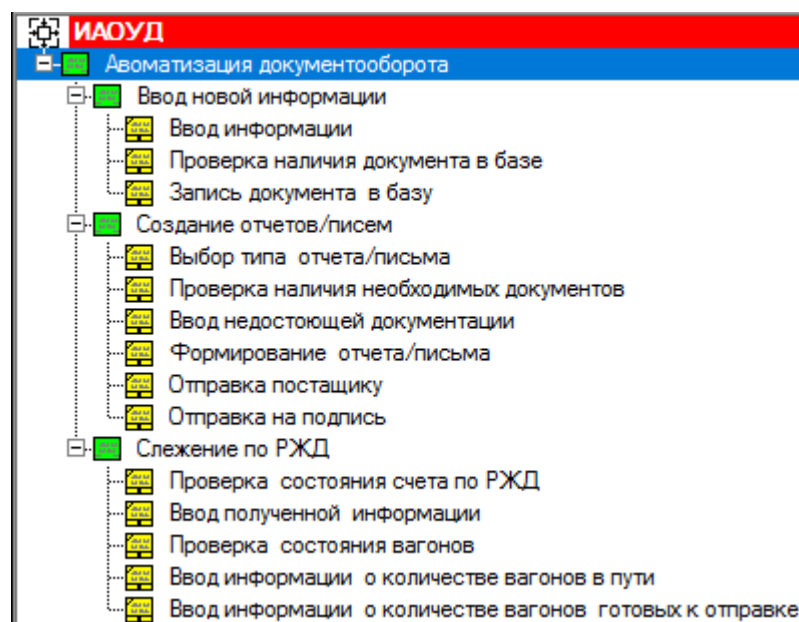 ИАОУД
Авоматизация документооборота
Ввод новой информации
Ввод информации
Проверка наличия документа в базе
Запись документа в базу
Создание отчетов/писем
Выбор типа отчета/письма
Проверка наличия необходимых документов
Ввод недостоющей документации
Формирование отчета/письма
Отправка постащику
Отправка на подпись
Слежение по РЖД
Проверка состояния счета по РЖД
Ввод полученной информации
Проверка состояния вагонов
Ввод информации о количестве вагонов в пути
Ввод информации о количестве вагонов готовых к отправке